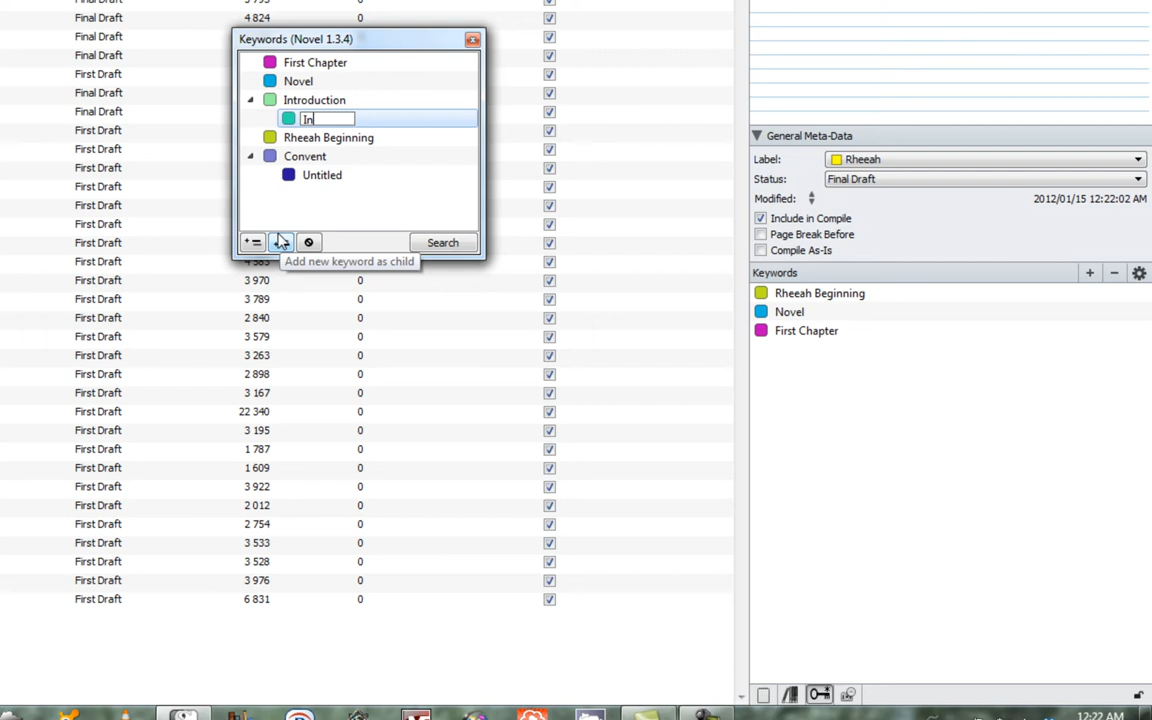 Final Draft 3 793
Final Draft 4 824
Final Draft
Final Draft
First Draft
Final Draft
Final Draft
First Draft
First Draft
First Draft
First Draft
First Draft
First Draft
First Draft
First Draft 4 583 0
First Draft 3 970 0
First Draft 3 789 0
First Draft 2 840 0
First Draft 3 579 0
First Draft 3 263 0
First Draft 2 898 0
First Draft 3 167 0
First Draft 22 340 0
First Draft 3 195 0
First Draft 1 787 0
First Draft 1 609 0
First Draft 3 922 0
First Draft 2 012 0
First Draft 2 754 0
First Draft 3 533 0
First Draft 3 528 0
First Draft 3 976 0
First Draft 6 831 0
Keywords (Novel 1.3.4)
First Chapter
Novel
Introduction
In
Rheeah Beginning
Convent
Untitled
Search
Add new keyword as child
General Meta-Data
Label: Rheeah
Status: Final Draft
Modified: 2012/01/15 12:22:02 AM
Include in Compile
Page Break Before
Compile As-Is
Keywords
Rheeah Beginning
Novel
First Chapter
12:22 AM